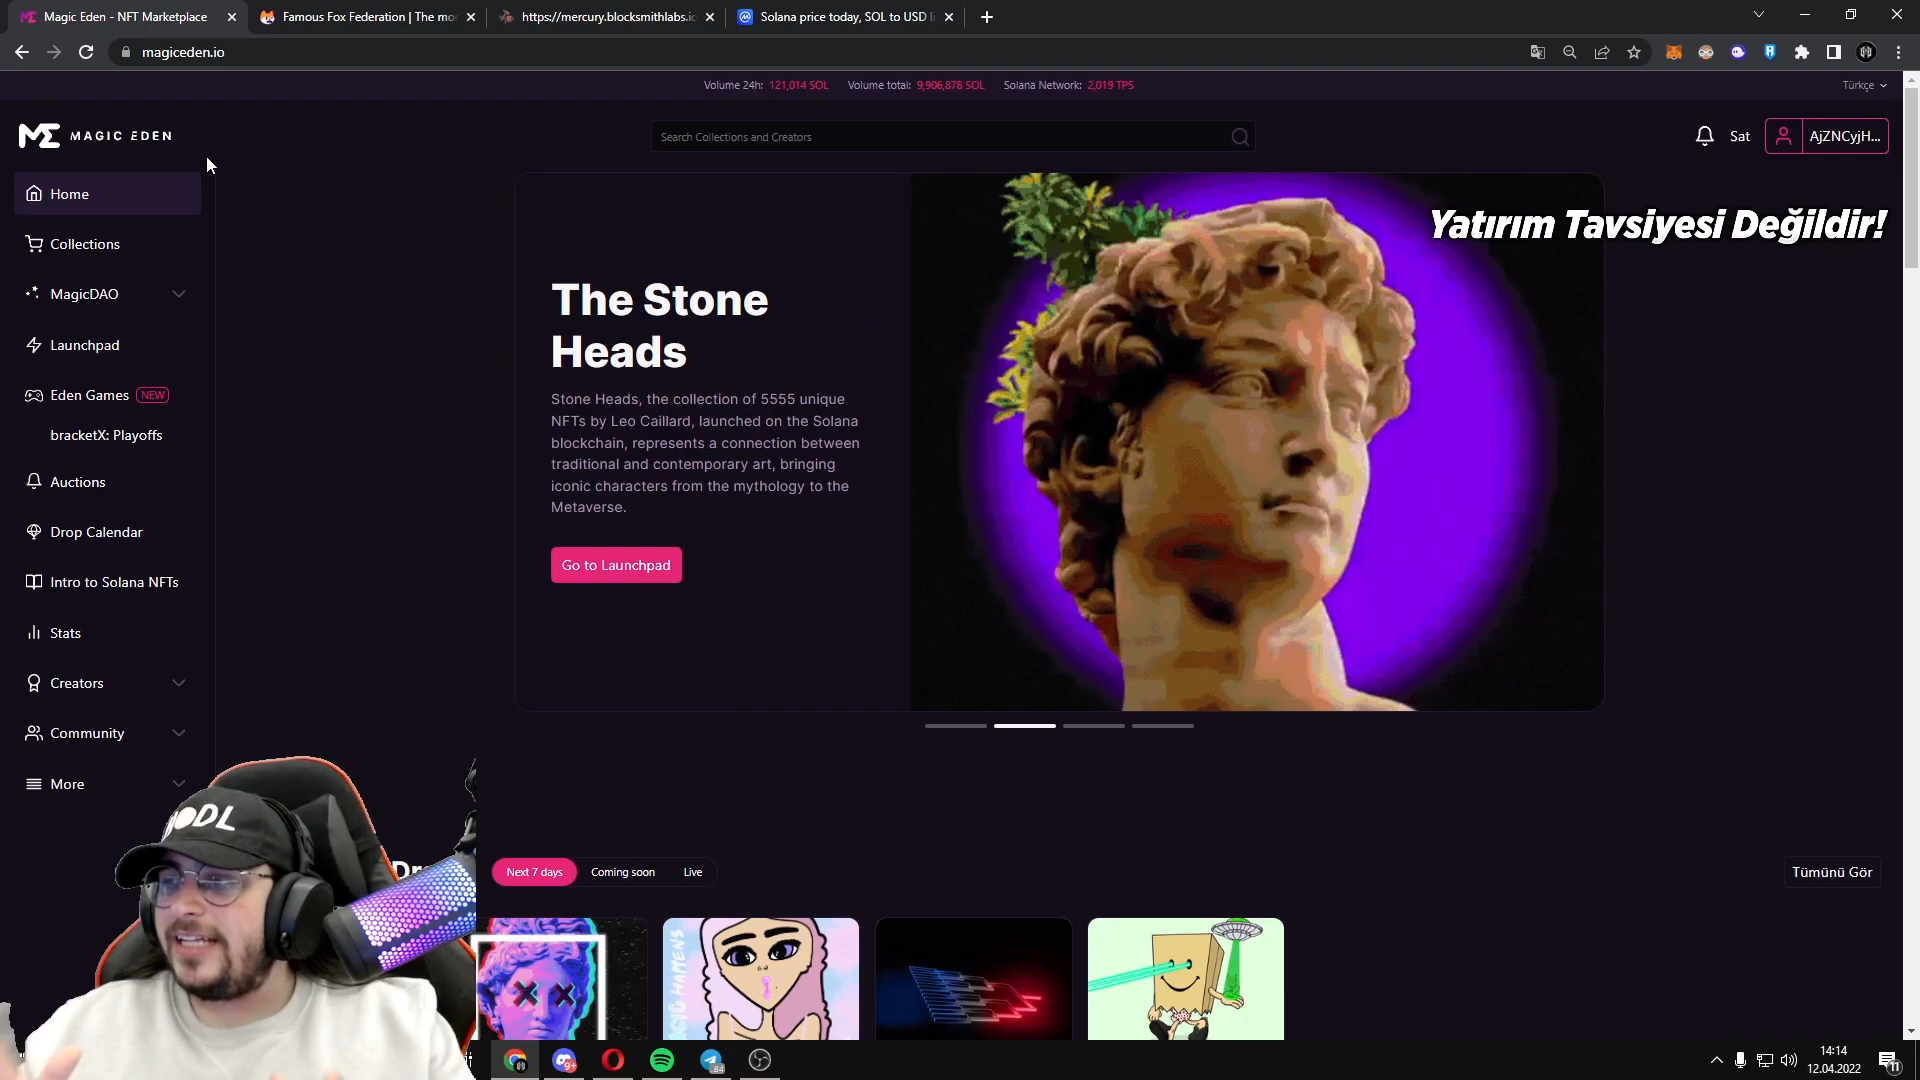 Magic Eden - NFT Marketplace
Famous Fox Federation | The mos
https://mercury.blocksmithlabs.io
Solana price today, SOL to USD li
magiceden.io
Volume 24h: 121,014 SOL Volume total: 9,906,878 SOL Solana Network: 2,019 TPS
Türkçe
MAGIC EDEN
Search Collections and Creators
Sat
AjZNCyjH...
Home
Collections
MagicDAO
Launchpad
Eden Games NEW
bracketX: Playoffs
Auctions
Drop Calendar
Intro to Solana NFTs
Stats
Creators
Community
More
Yatırım Tavsiyesi Değildir!
The Stone
Heads
Stone Heads, the collection of 5555 unique
NFTs by Leo Caillard, launched on the Solana
blockchain, represents a connection between
traditional and contemporary art, bringing
iconic characters from the mythology to the
Metaverse.
Go to Launchpad
Next 7 days
Coming soon
Live
Tümünü Gör
9+
84
14:14
12.04.2022
11